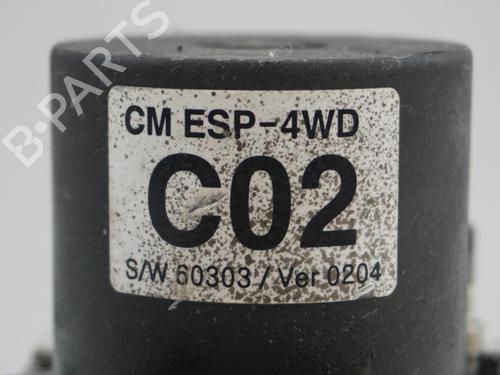 B-PARTS
CM ESP-4WD
C02
S/W 60303 / Ver 0204